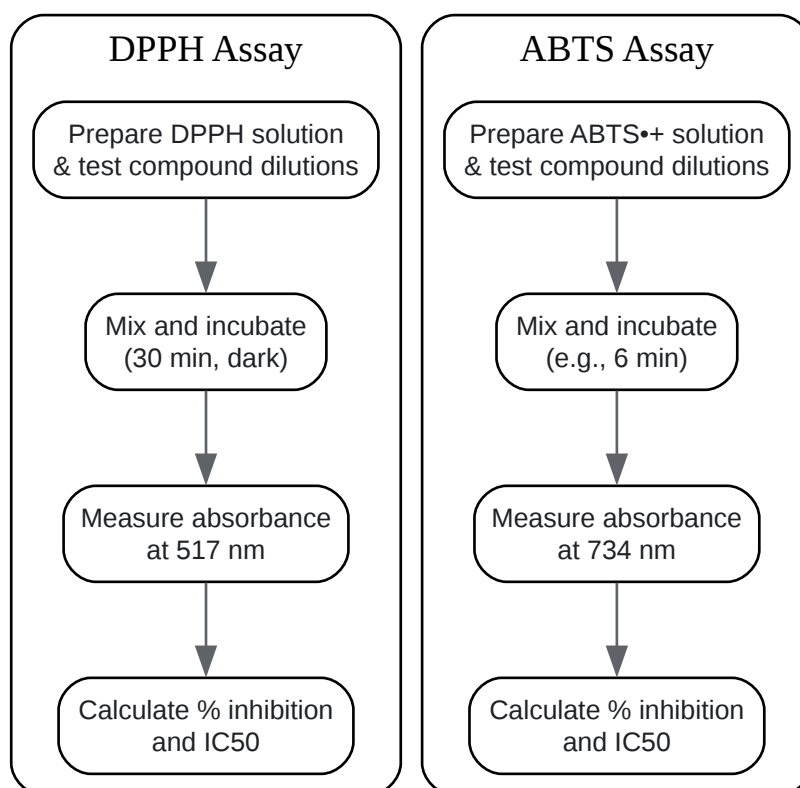 DPPH Assay
Prepare DPPH solution
& test compound dilutions
Mix and incubate
(30 min, dark)
Measure absorbance
at 517 nm
Calculate % inhibition
and IC50
ABTS Assay
Prepare ABTS•+ solution
& test compound dilutions
Mix and incubate
(e.g., 6 min)
Measure absorbance
at 734 nm
Calculate % inhibition
and IC50